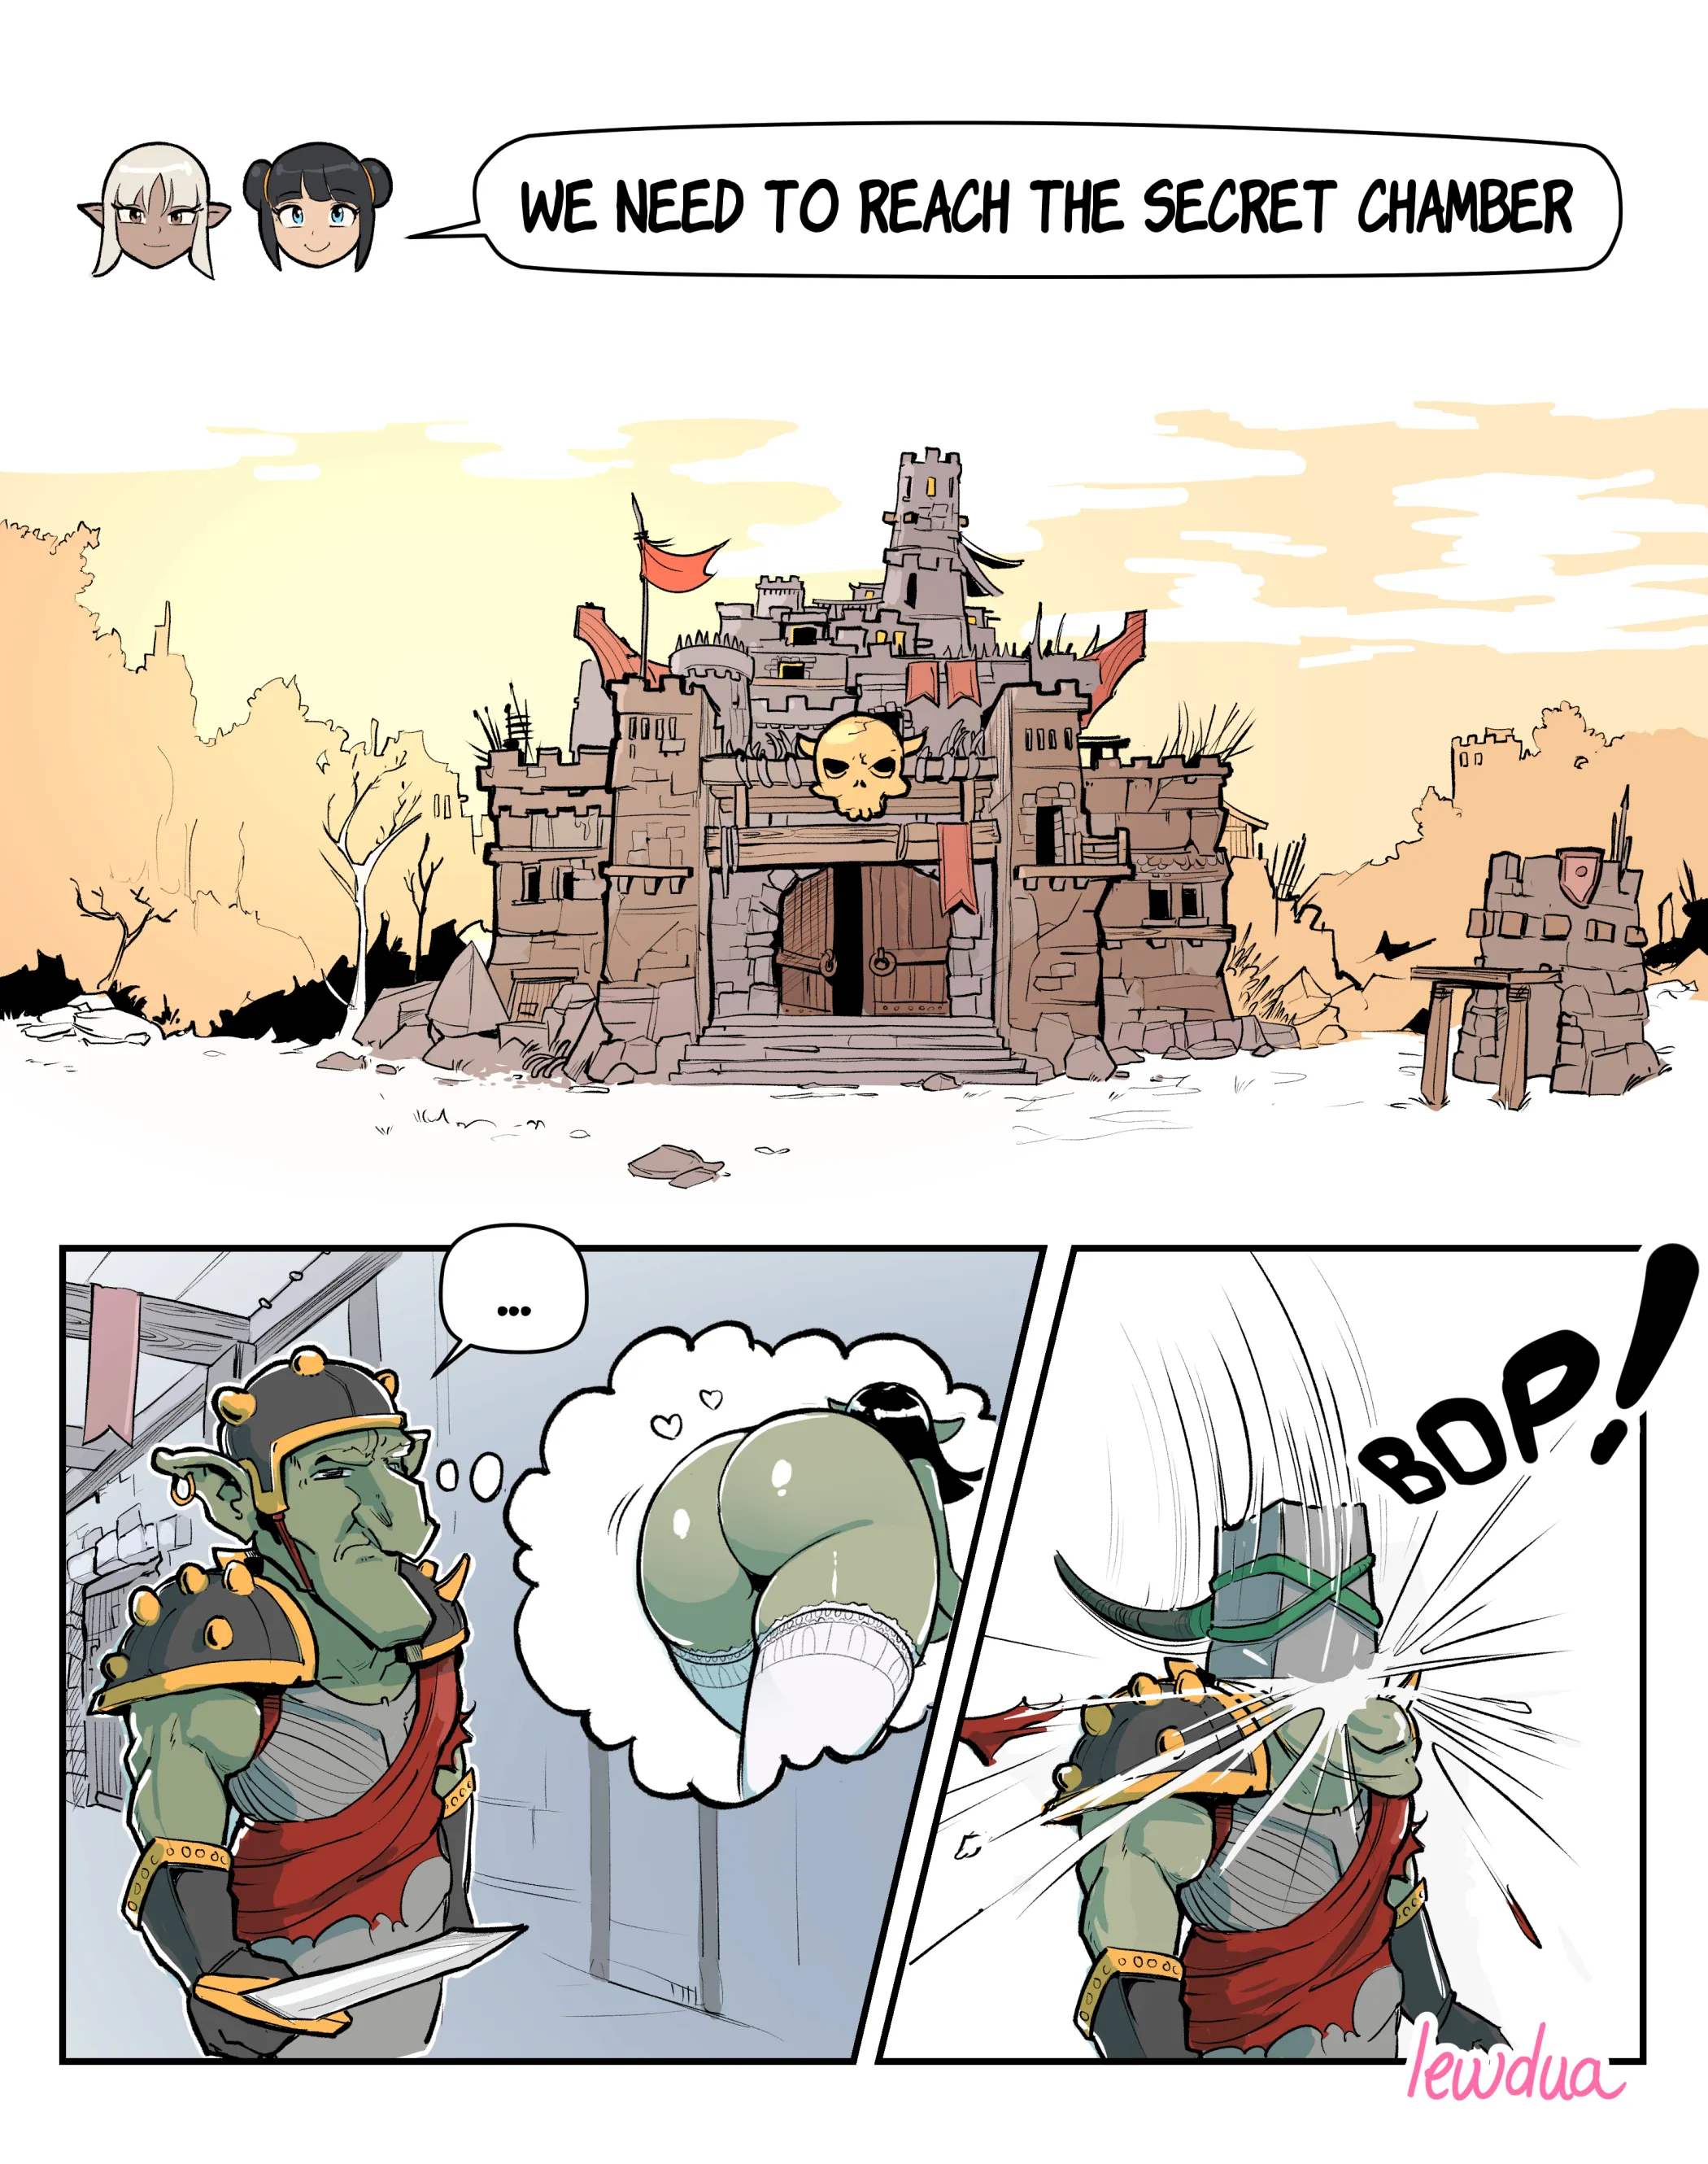 WE NEED TO REACH THE SECRET CHAMBER
...
BOP!
lewdua